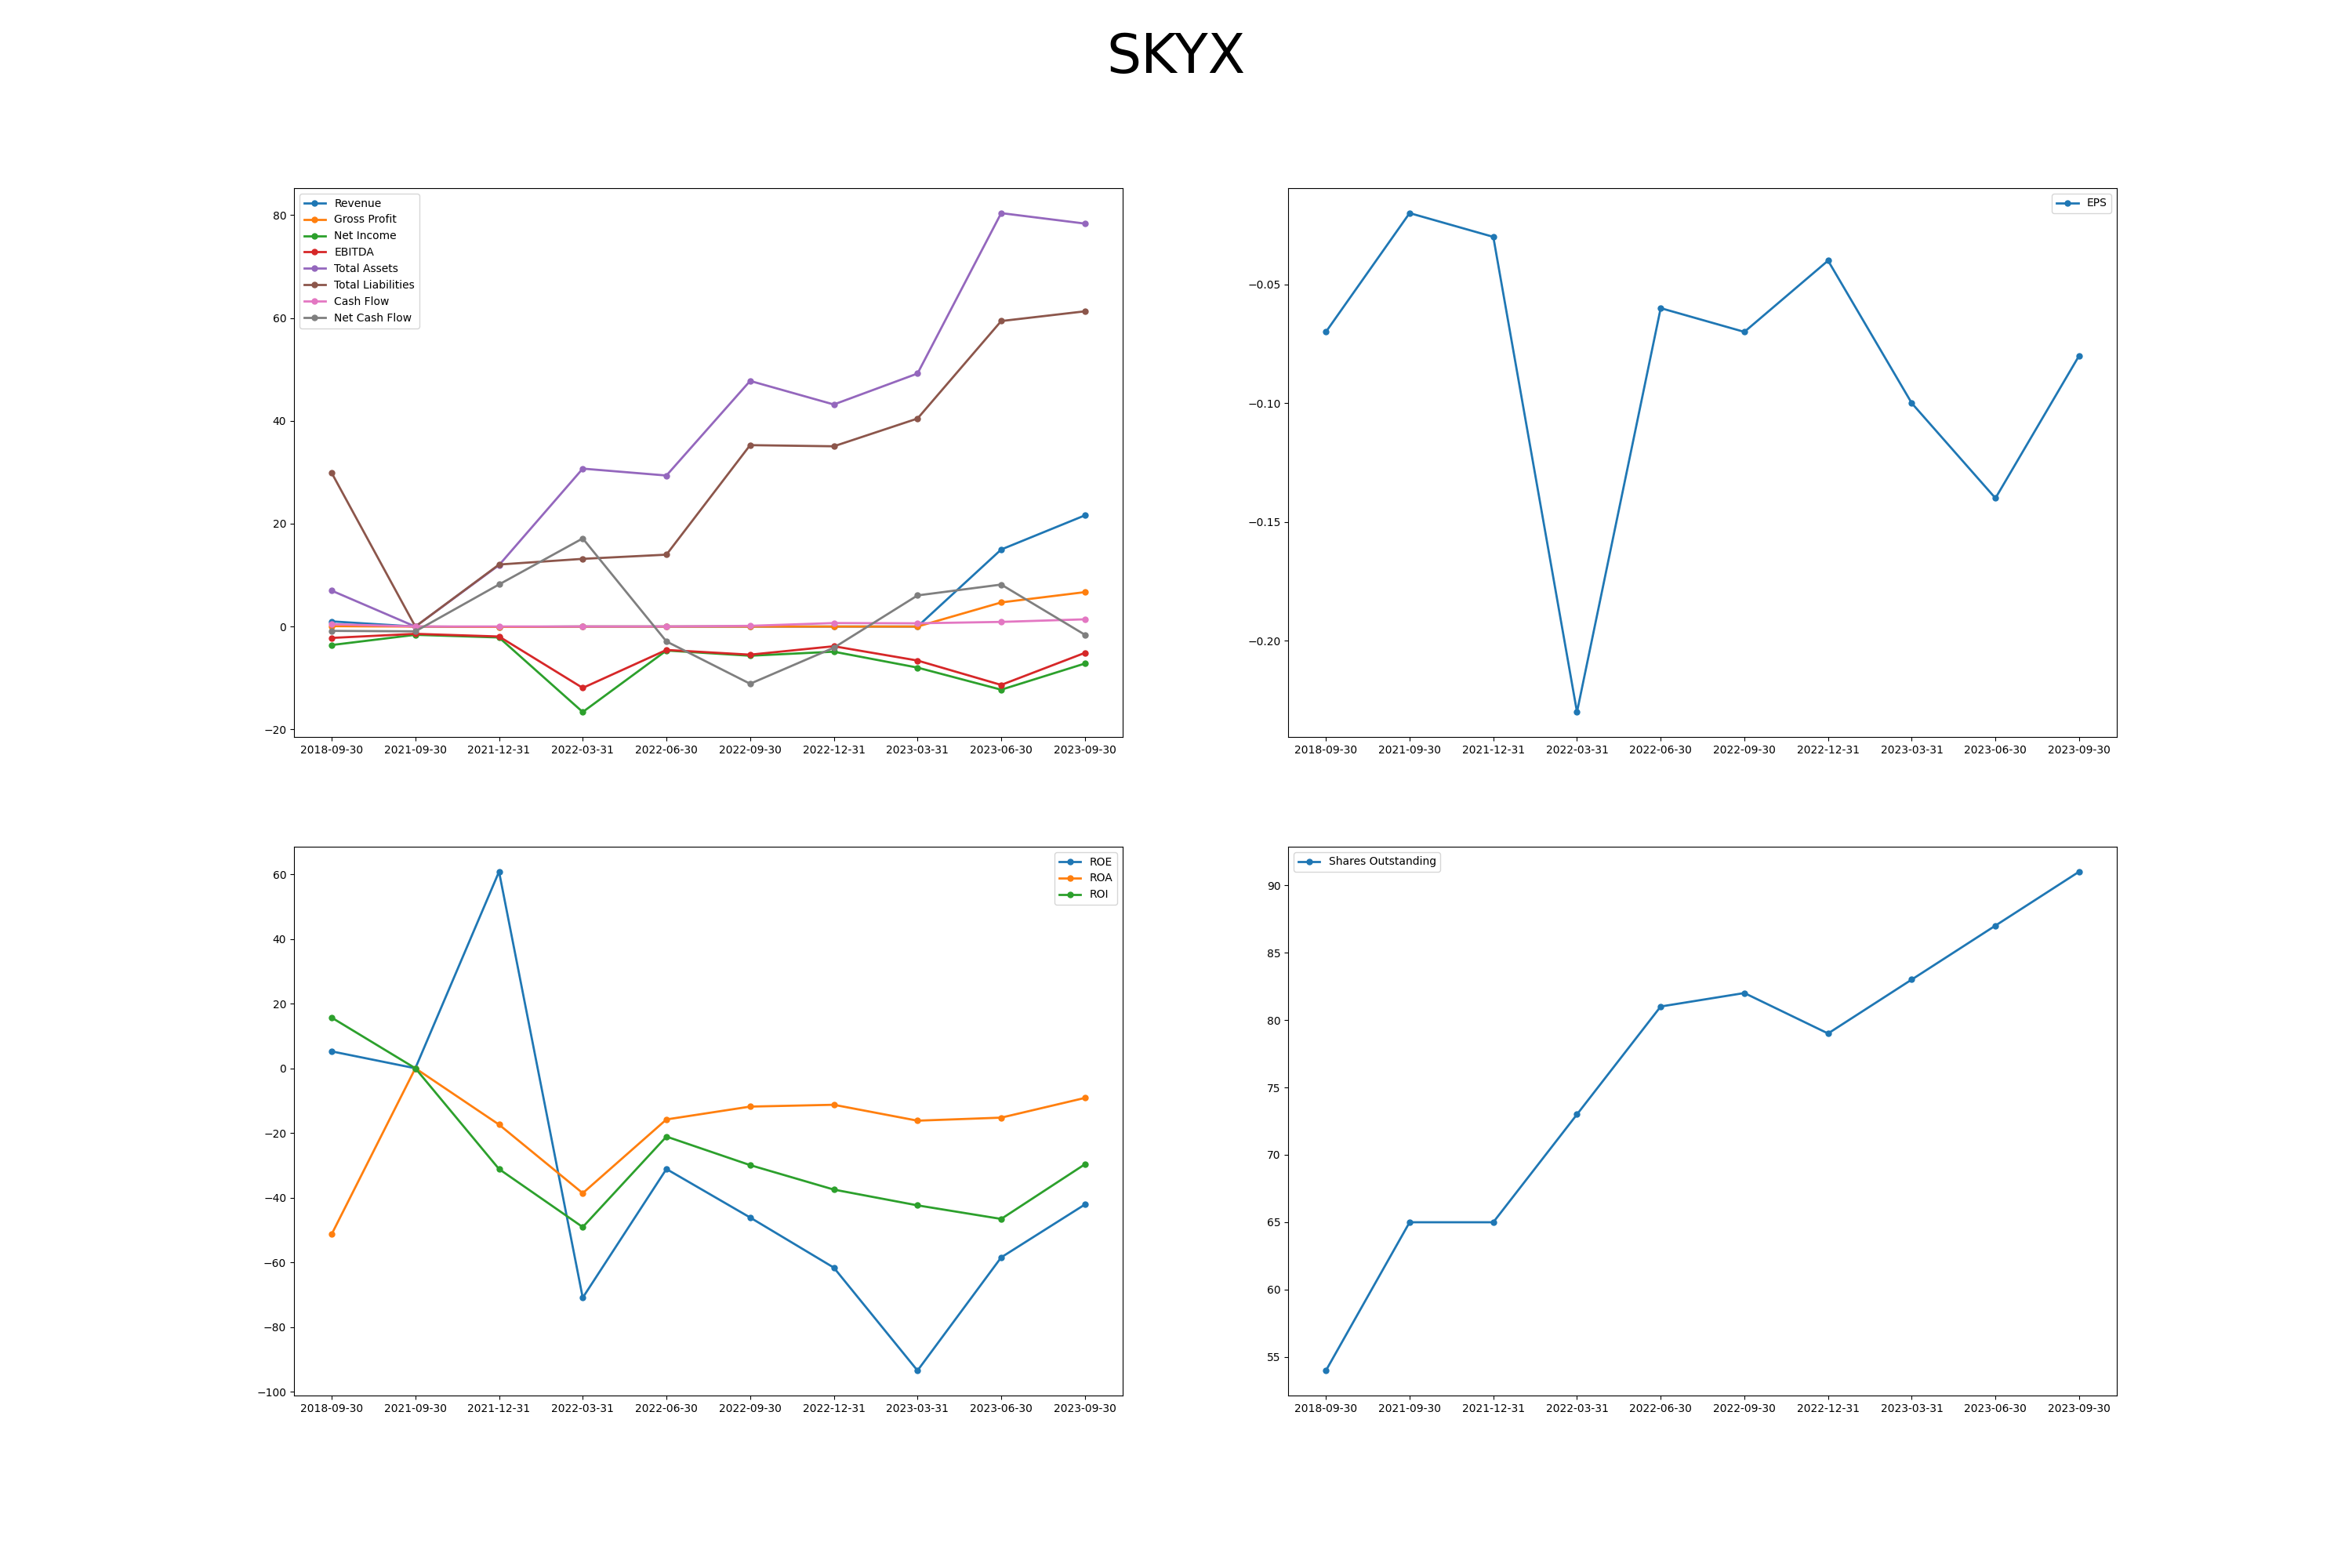 SKYX
80
60
40
20
0
−20
Revenue
Gross Profit
Net Income
EBITDA
Total Assets
Total Liabilities
Cash Flow
Net Cash Flow
2018-09-30 2021-09-30 2021-12-31 2022-03-31 2022-06-30 2022-09-30 2022-12-31 2023-03-31 2023-06-30 2023-09-30
EPS
−0.05
−0.10
−0.15
−0.20
2018-09-30 2021-09-30 2021-12-31 2022-03-31 2022-06-30 2022-09-30 2022-12-31 2023-03-31 2023-06-30 2023-09-30
60
40
20
0
−20
−40
−60
−80
−100
ROE
ROA
ROI
2018-09-30 2021-09-30 2021-12-31 2022-03-31 2022-06-30 2022-09-30 2022-12-31 2023-03-31 2023-06-30 2023-09-30
Shares Outstanding
90
85
80
75
70
65
60
55
2018-09-30 2021-09-30 2021-12-31 2022-03-31 2022-06-30 2022-09-30 2022-12-31 2023-03-31 2023-06-30 2023-09-30